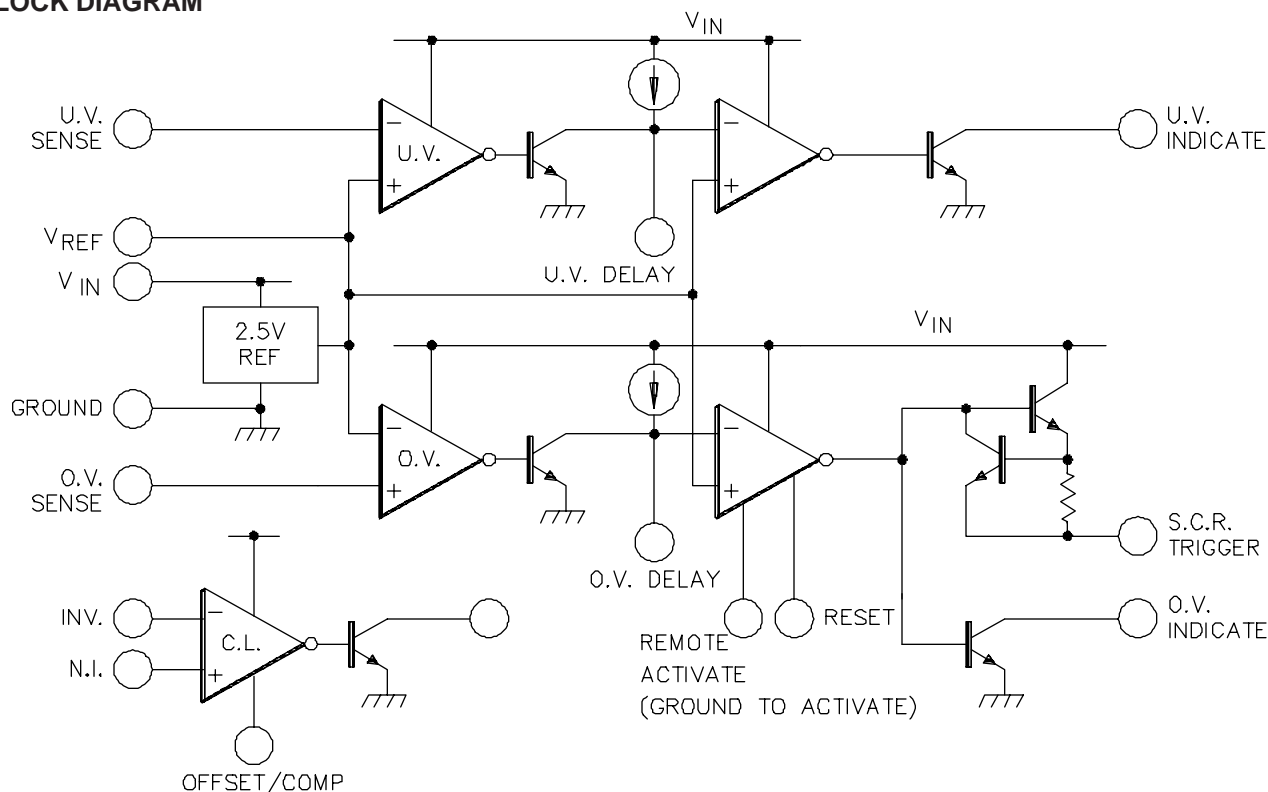 LOCK DIAGRAM
VIN
U.V.
SENSE
−
U.V.
+
−
+
U.V.
INDICATE
VREF
U.V. DELAY
VIN
2.5V
REF
VIN
GROUND
−
O.V.
+
−
+
O.V.
SENSE
S.C.R.
TRIGGER
O.V. DELAY
INV.
−
C.L.
N.I.
+
RESET
REMOTE
ACTIVATE
(GROUND TO ACTIVATE)
O.V.
INDICATE
OFFSET/COMP